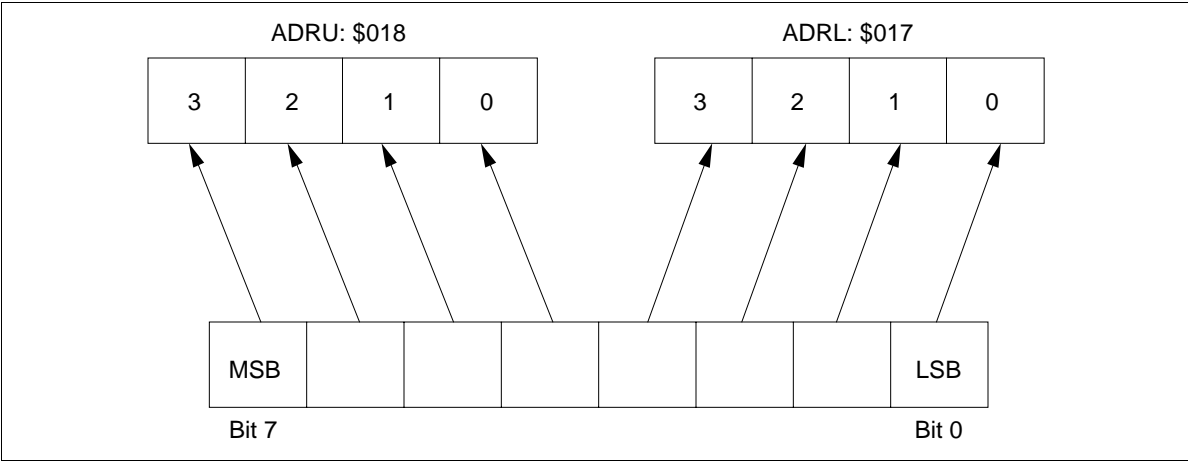 ADRU: $018 ADRL: $017
3 2 1 0 3 2 1 0
MSB LSB
Bit 7 Bit 0